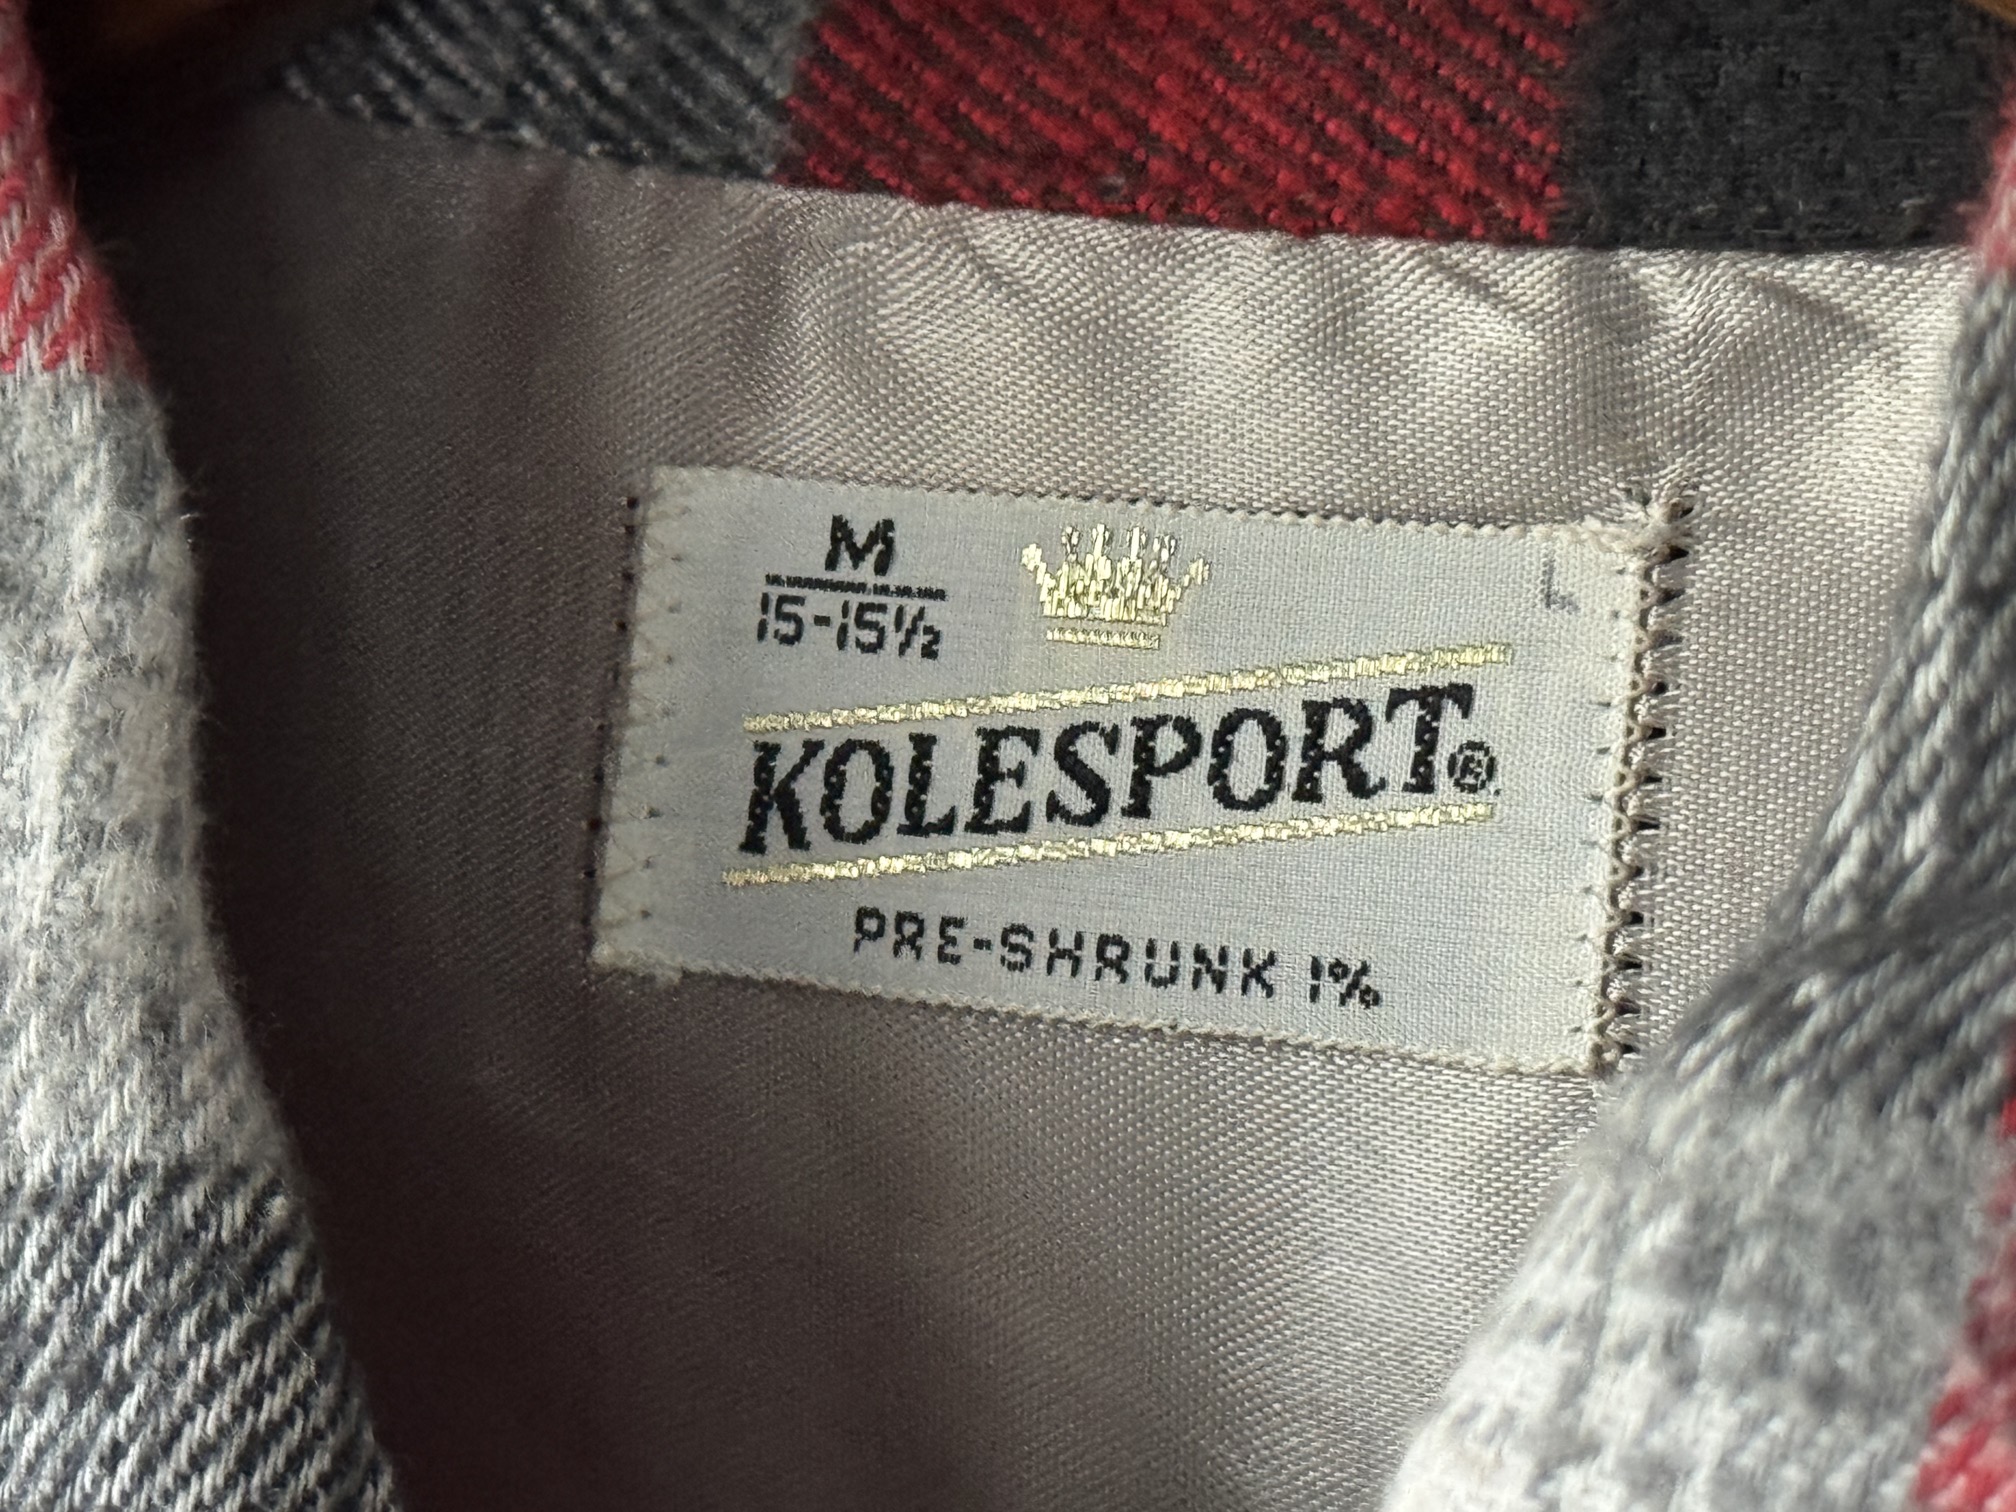 M
15-15½
L
KOLESPORT®
PRE-SHRUNK 1%